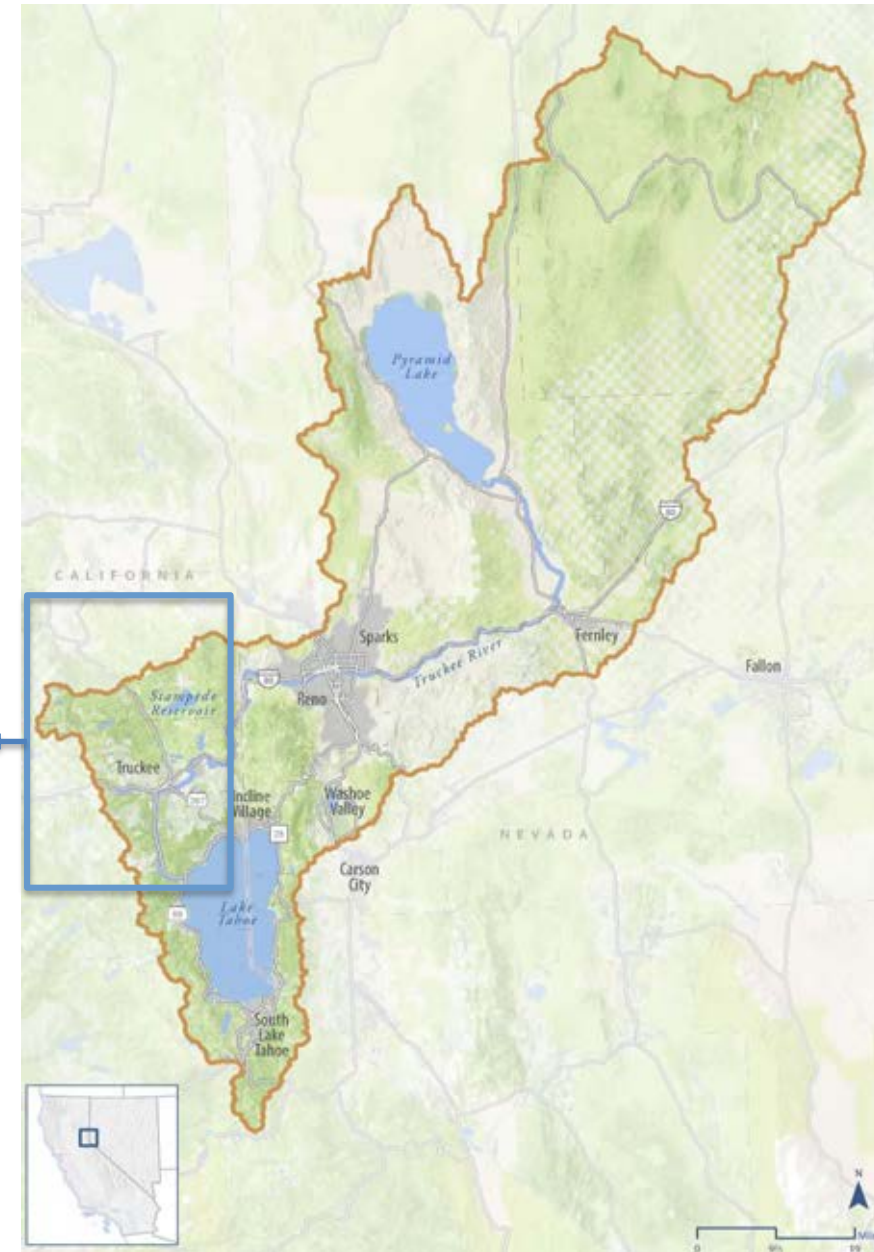 Pyramid
Lake
80
CALIFORNIA
Sparks
Fernley
Truckee River
Fallon
Stampede
Reservoir
80
Reno
Truckee
267
Incline
Village
Washoe
Valley
28
NEVADA
Carson
City
Lake
Tahoe
89
South
Lake
Tahoe
N